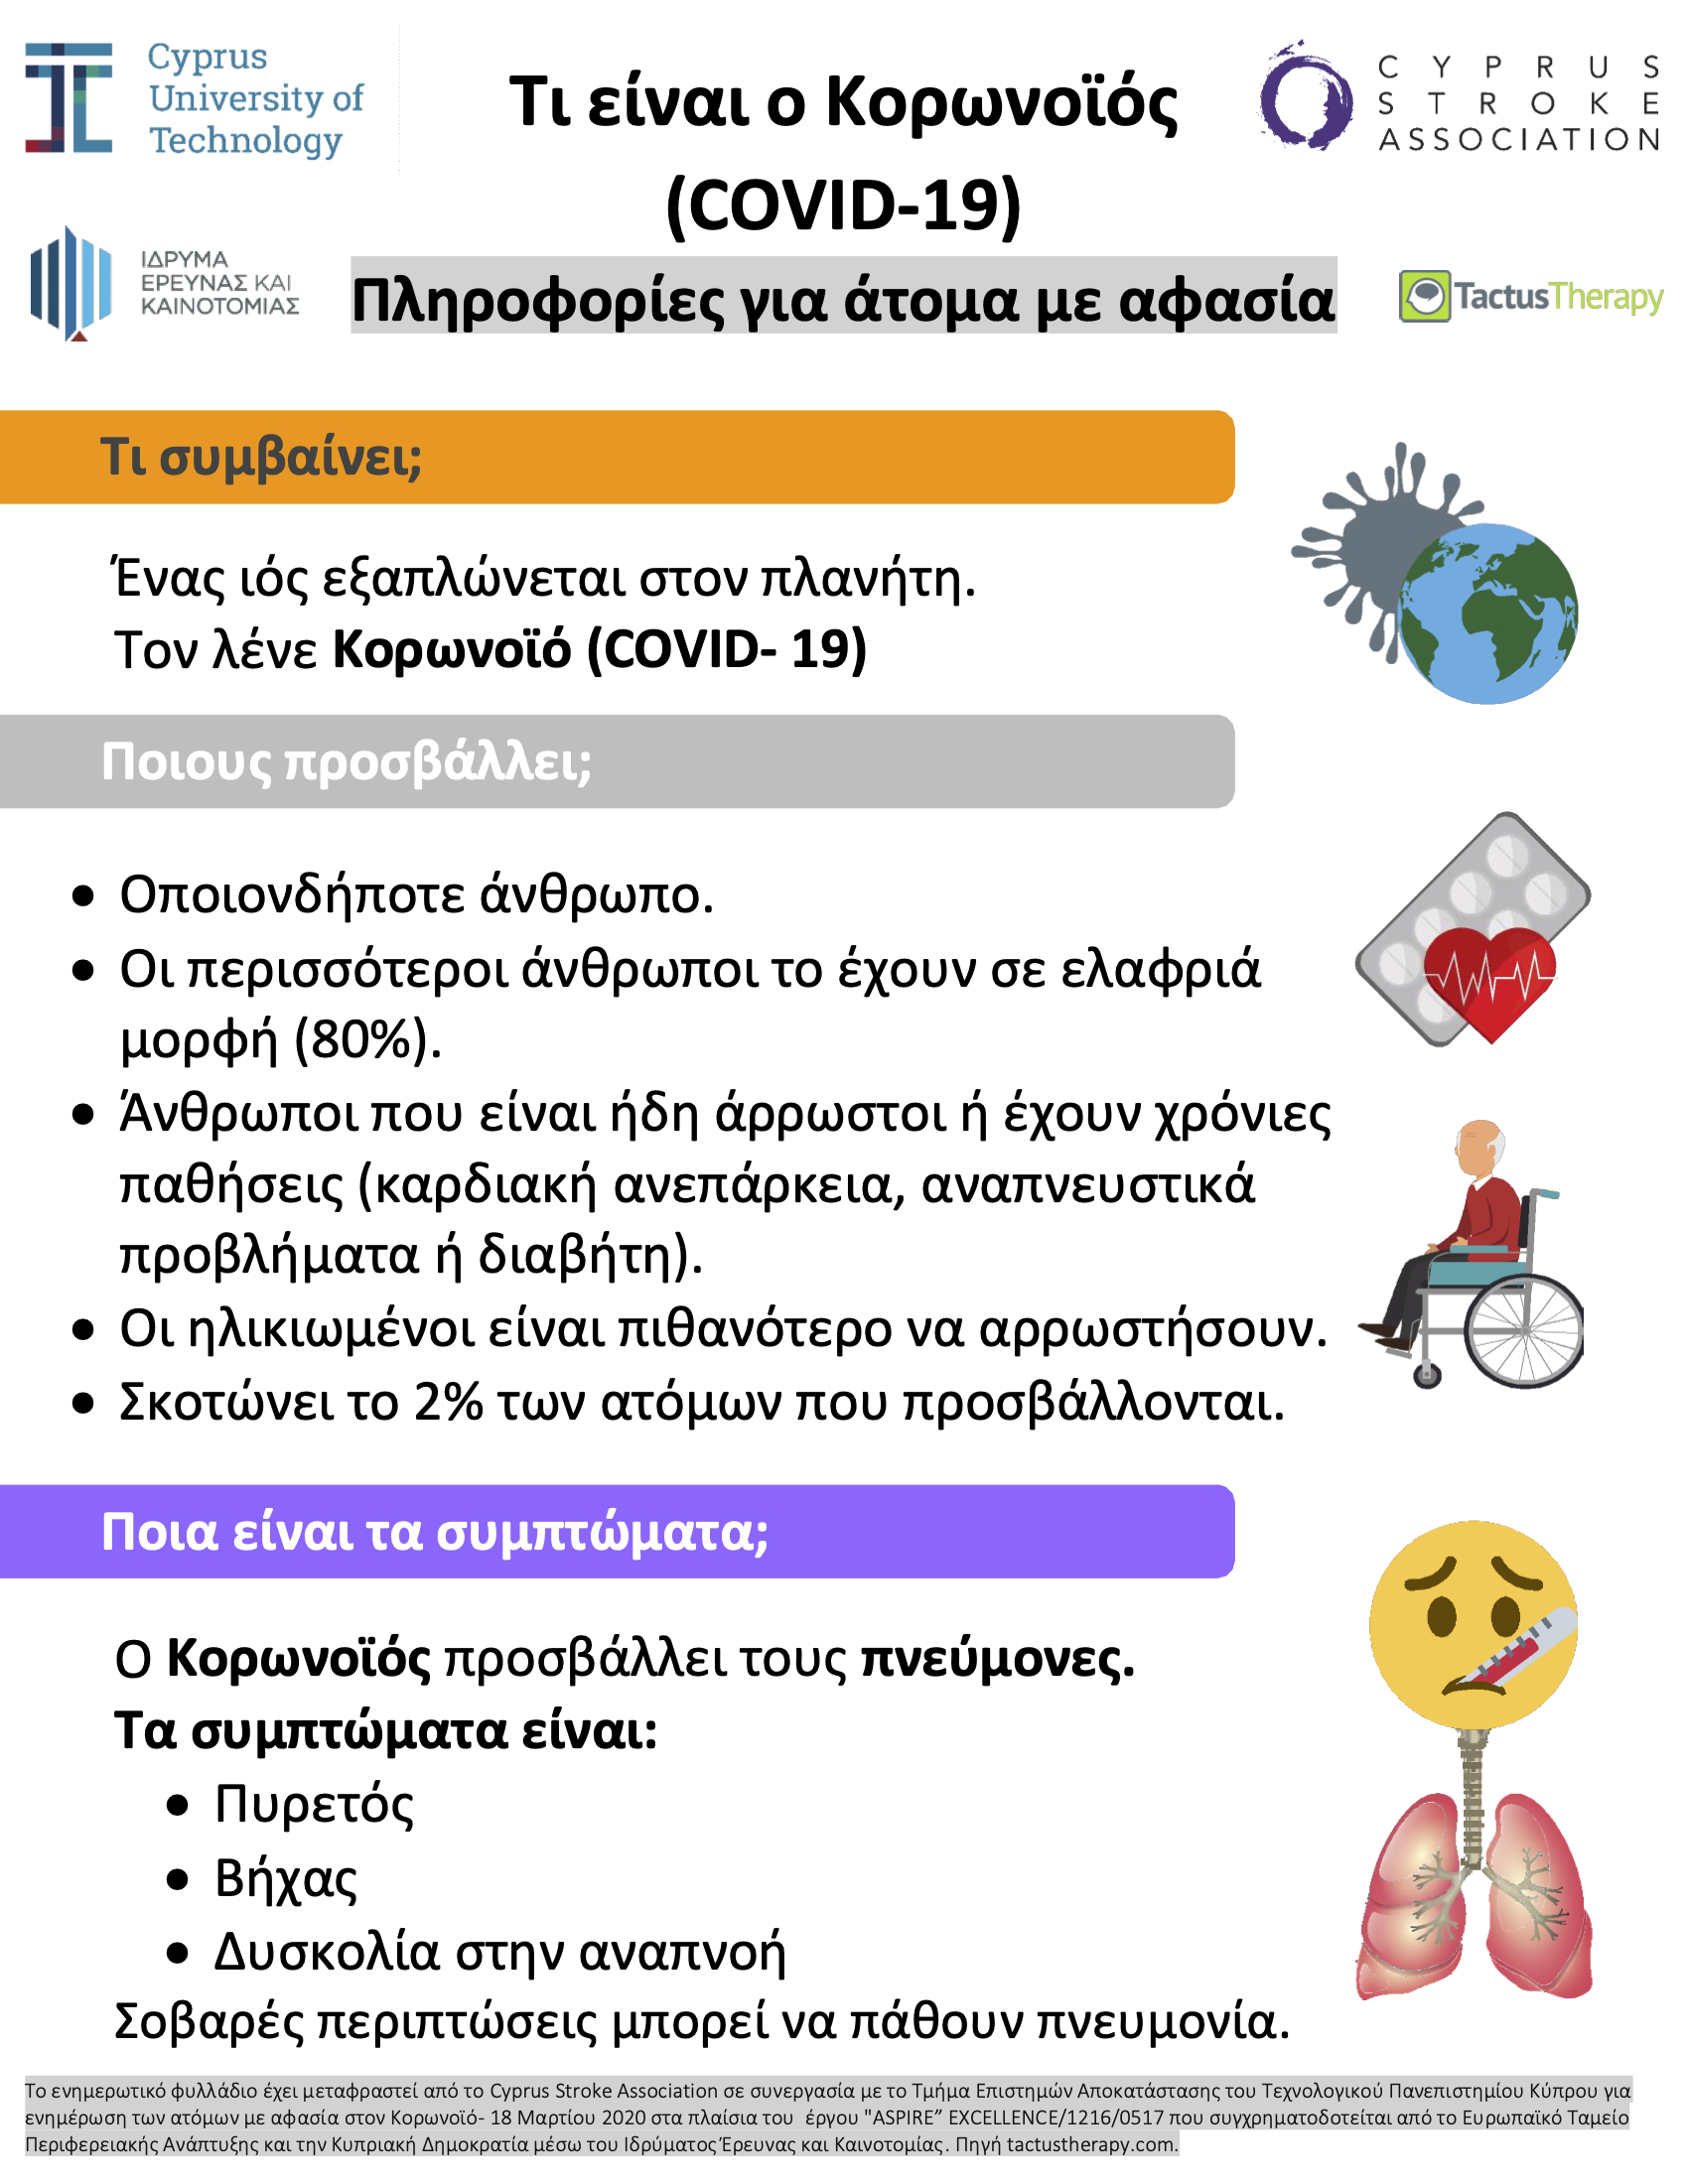 Cyprus
University of
Technology
Τι είναι ο Κορωνοϊός
(COVID-19)
Πληροφορίες για άτομα με αφασία
CYPRUS
STROKE
ASSOCIATION
ΙΔΡΥΜΑ
ΕΡΕΥΝΑΣ ΚΑΙ
ΚΑΙΝΟΤΟΜΙΑΣ
TactusTherapy
Τι συμβαίνει;
Ένας ιός εξαπλώνεται στον πλανήτη.
Τον λένε Κορωνοϊό (COVID- 19)
Ποιους προσβάλλει;
• Οποιονδήποτε άνθρωπο.
• Οι περισσότεροι άνθρωποι το έχουν σε ελαφριά
μορφή (80%).
• Άνθρωποι που είναι ήδη άρρωστοι ή έχουν χρόνιες
παθήσεις (καρδιακή ανεπάρκεια, αναπνευστικά
προβλήματα ή διαβήτη).
• Οι ηλικιωμένοι είναι πιθανότερο να αρρωστήσουν.
• Σκοτώνει το 2% των ατόμων που προσβάλλονται.
Ποια είναι τα συμπτώματα;
Ο Κορωνοϊός προσβάλλει τους πνεύμονες.
Τα συμπτώματα είναι:
• Πυρετός
• Βήχας
• Δυσκολία στην αναπνοή
Σοβαρές περιπτώσεις μπορεί να πάθουν πνευμονία.
Το ενημερωτικό φυλλάδιο έχει μεταφραστεί από το Cyprus Stroke Association σε συνεργασία με το Τμήμα Επιστημών Αποκατάστασης του Τεχνολογικού Πανεπιστημίου Κύπρου για
ενημέρωση των ατόμων με αφασία στον Κορωνοϊό- 18 Μαρτίου 2020 στα πλαίσια του έργου "ASPIRE” EXCELLENCE/1216/0517 που συγχρηματοδοτείται από το Ευρωπαϊκό Ταμείο
Περιφερειακής Ανάπτυξης και την Κυπριακή Δημοκρατία μέσω του Ιδρύματος Έρευνας και Καινοτομίας. Πηγή tactustherapy.com.